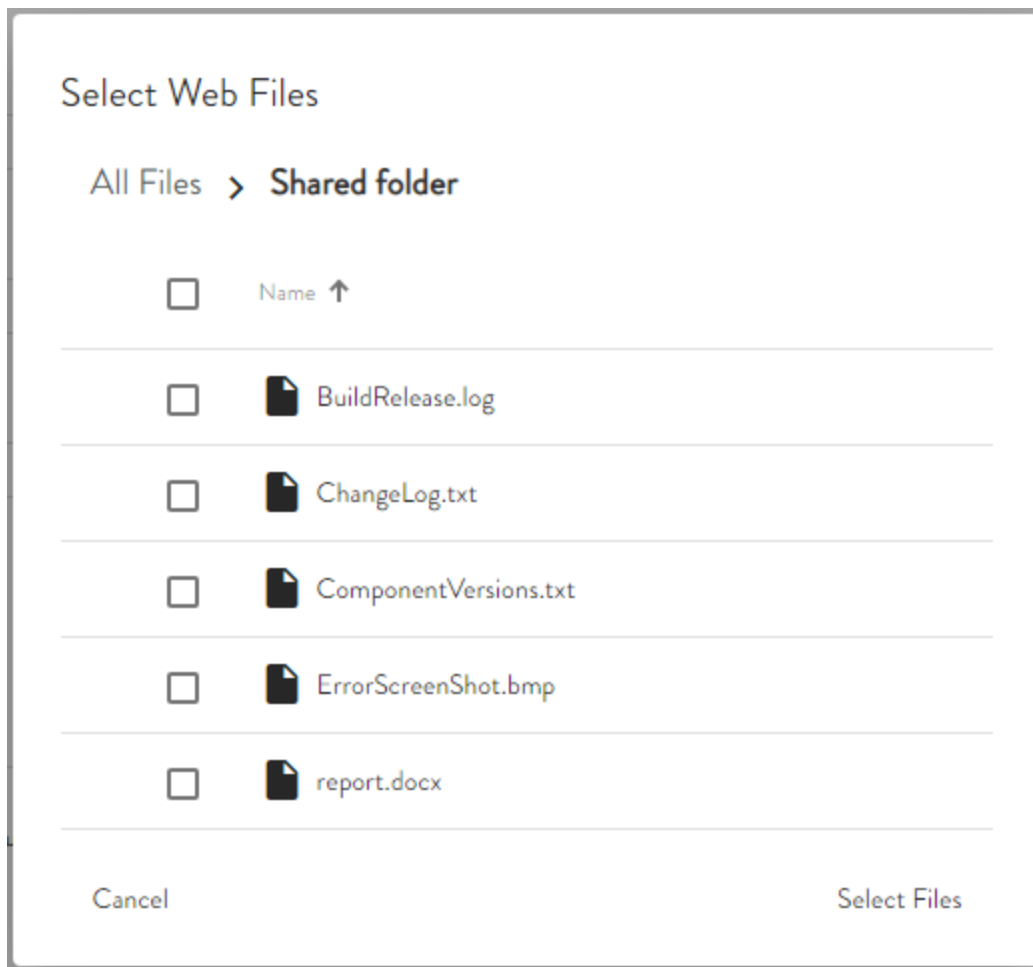 Select Web Files
All Files > Shared folder
Name ↑
BuildRelease.log
ChangeLog.txt
ComponentVersions.txt
ErrorScreenShot.bmp
report.docx
Cancel Select Files